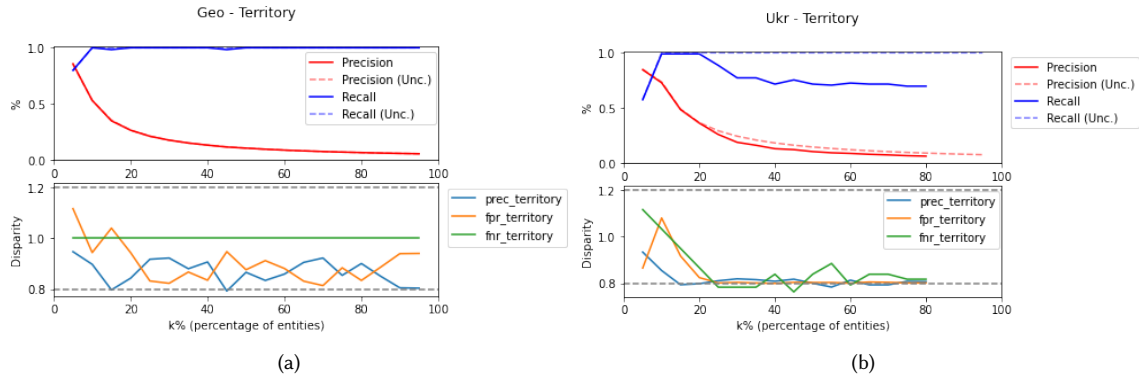 Geo - Territory
1.0
0.5
0.0
%
0 20 40 60 80 100
Precision
Precision (Unc.)
Recall
Recall (Unc.)
1.2
1.0
0.8
Disparity
0 20 40 60 80 100
k% (percentage of entities)
prec_territory
fpr_territory
fnr_territory
(a)
Ukr - Territory
1.0
0.5
0.0
%
0 20 40 60 80 100
Precision
Precision (Unc.)
Recall
Recall (Unc.)
1.2
1.0
0.8
Disparity
0 20 40 60 80 100
k% (percentage of entities)
prec_territory
fpr_territory
fnr_territory
(b)